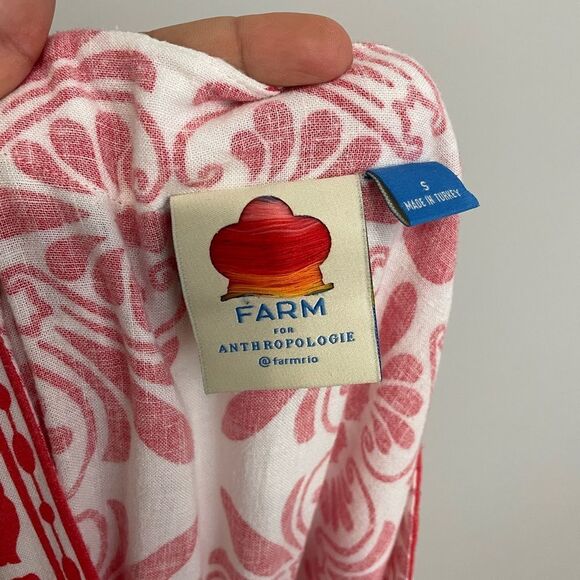 FARM
FOR
ANTHROPOLOGIE
@farmrio
S
MADE IN TURKEY